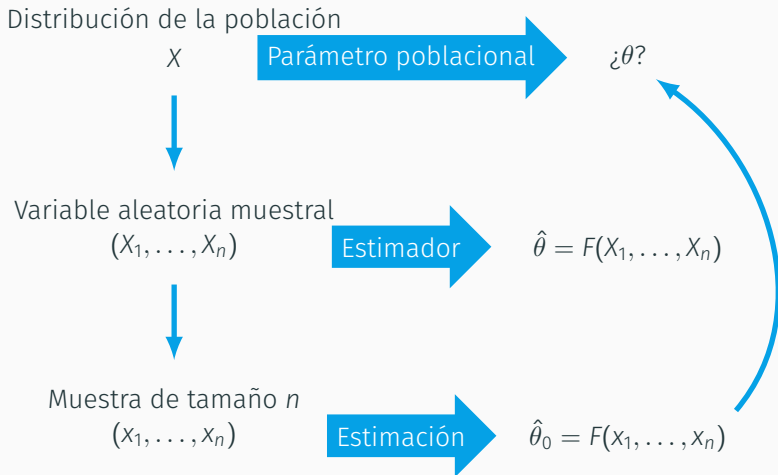 Distribución de la población
X
Parámetro poblacional
¿θ?
Variable aleatoria muestral
(X₁, . . . , Xₙ)
Estimador
θ̂ = F(X₁, . . . , Xₙ)
Muestra de tamaño n
(x₁, . . . , xₙ)
Estimación
θ̂₀ = F(x₁, . . . , xₙ)